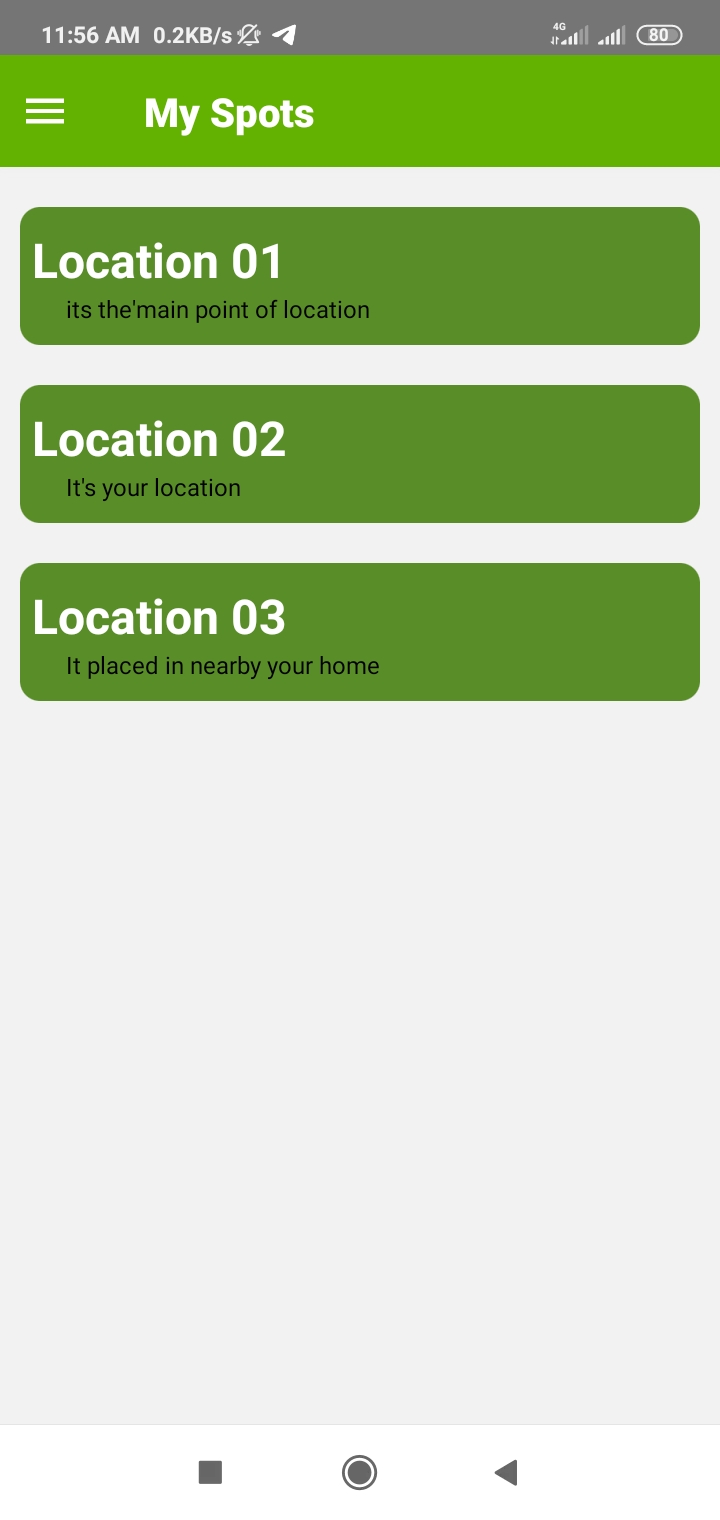 11:56 AM 0.2KB/s 4G 80
My Spots
Location 01
its the'main point of location
Location 02
It's your location
Location 03
It placed in nearby your home